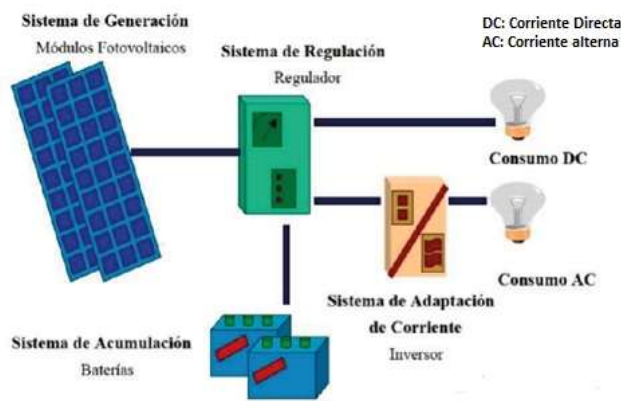 Sistema de Generación
Módulos Fotovoltaicos
Sistema de Regulación
Regulador
DC: Corriente Directa
AC: Corriente alterna
Consumo DC
Consumo AC
Sistema de Adaptación
de Corriente
Inversor
Sistema de Acumulación
Baterías